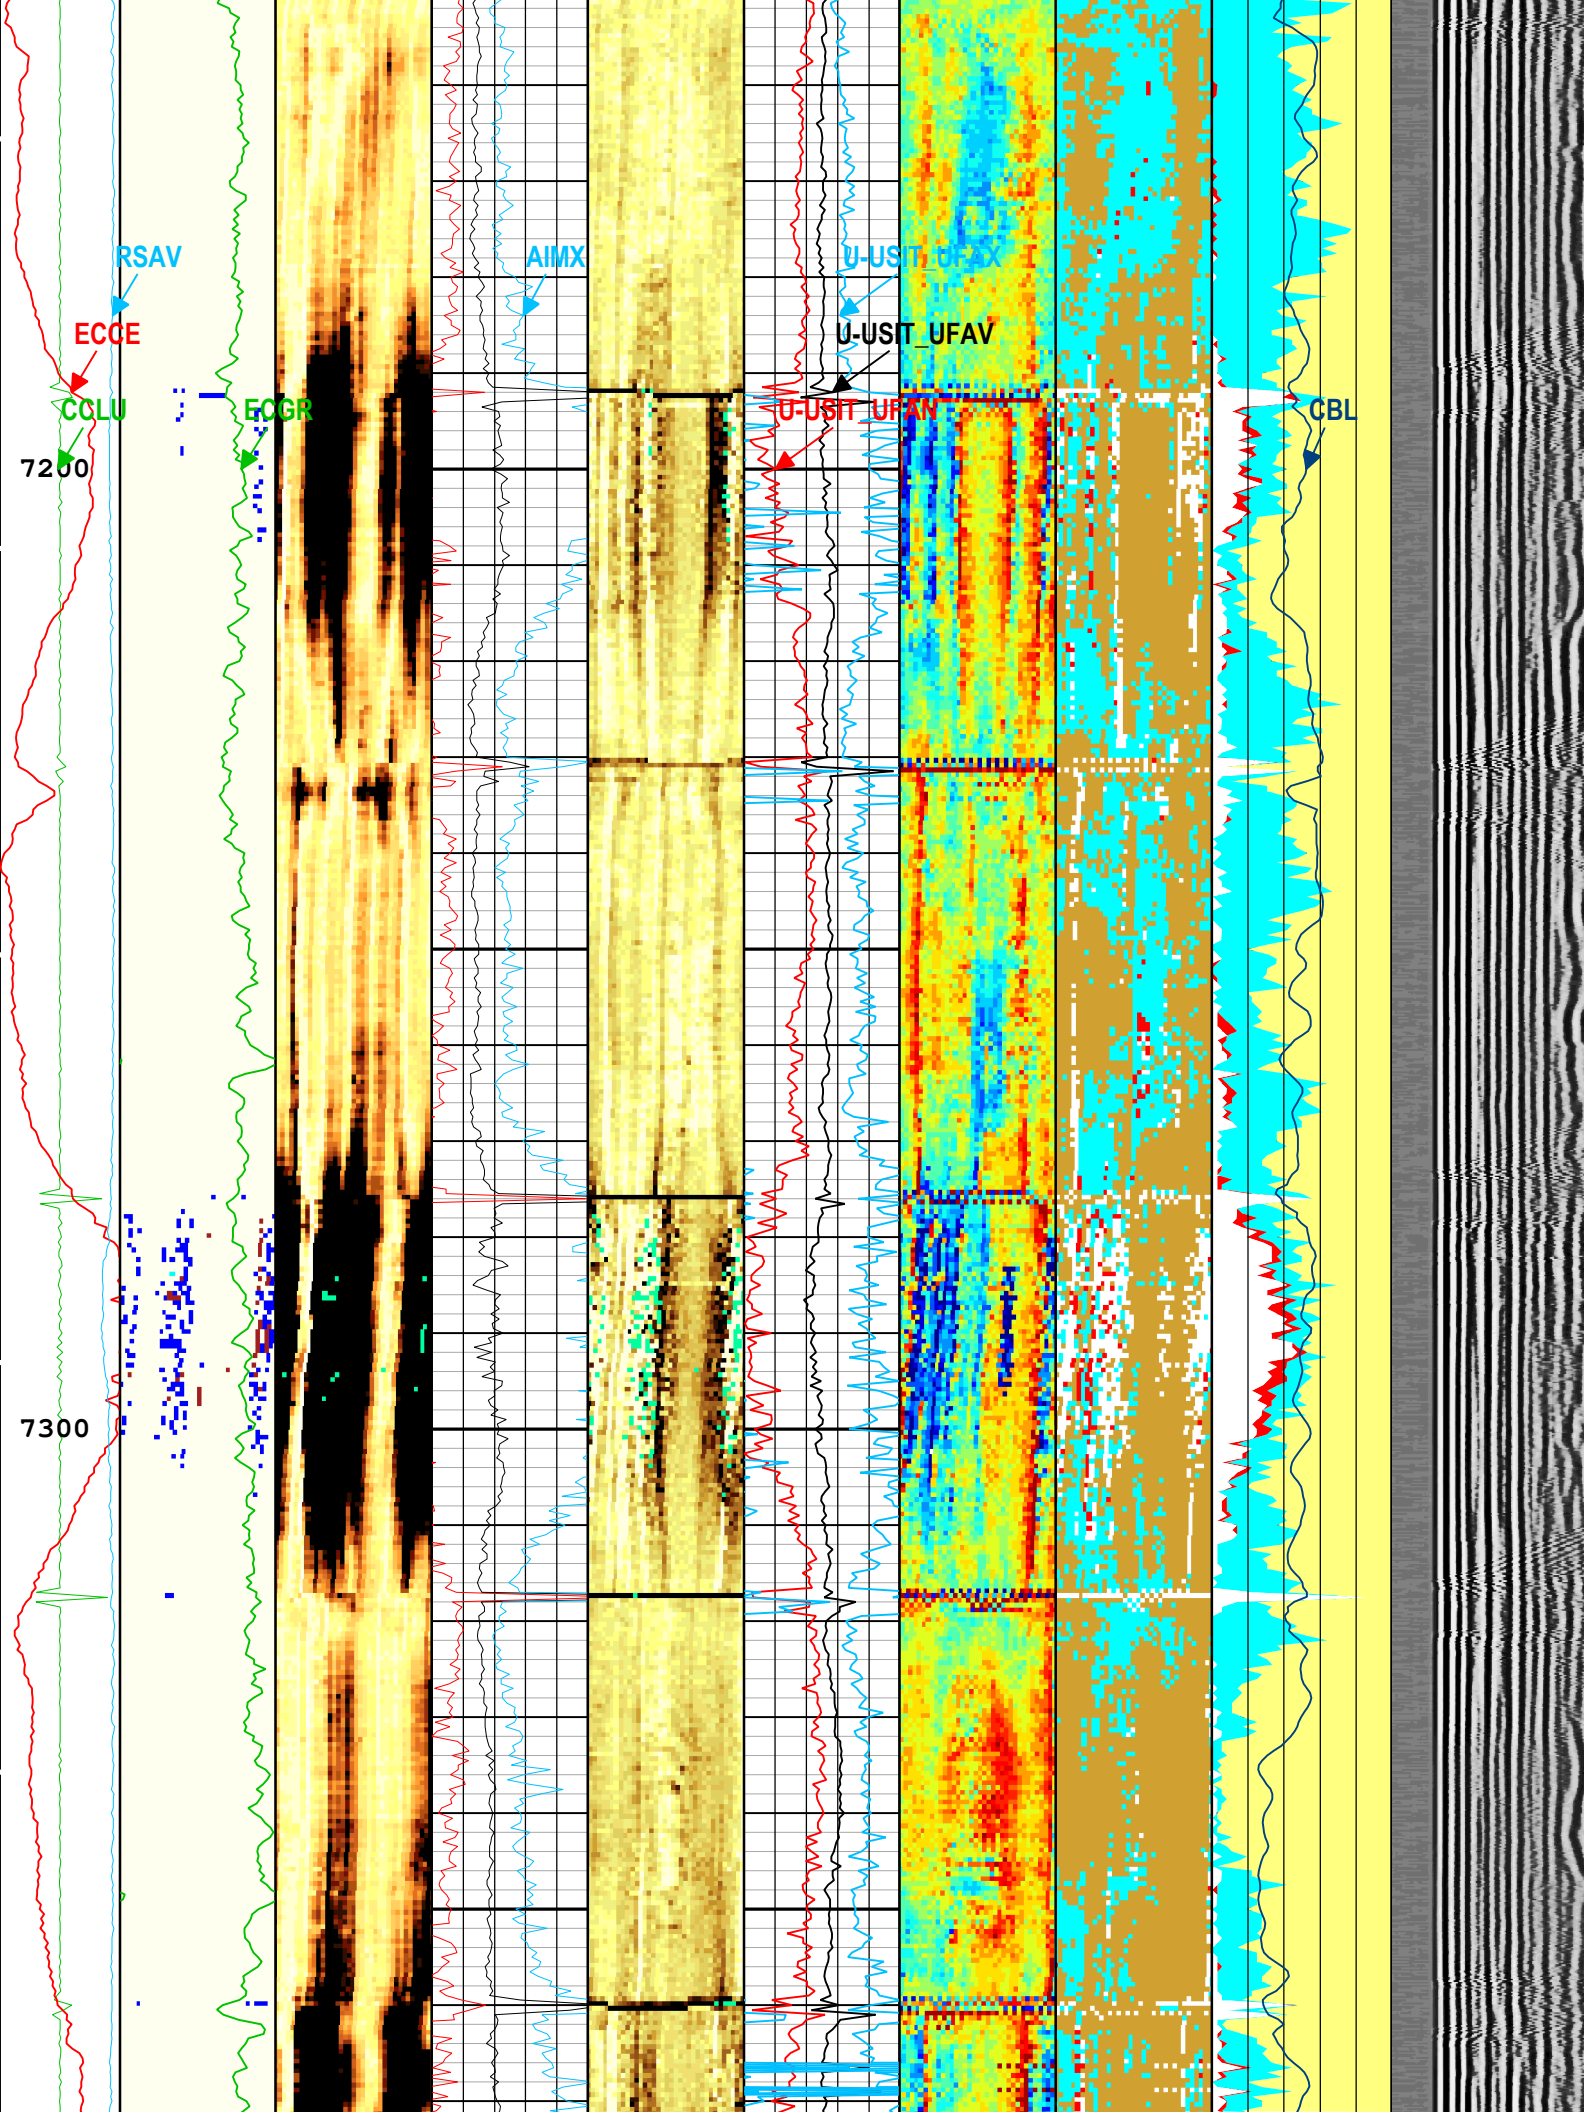 RSAV
AIMX
U-USIT_UFAX
ECCE
U-USIT_UFAV
CCLU
ECGR
U-USIT_UFAN
CBL
7200
7300